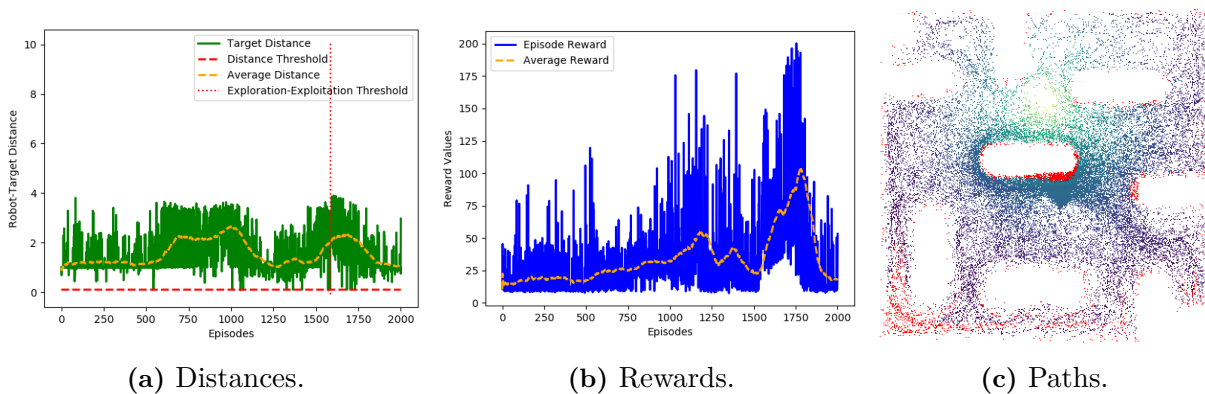 10
8
6
4
2
0
Robot-Target Distance
Target Distance
Distance Threshold
Average Distance
Exploration-Exploitation Threshold
0 250 500 750 1000 1250 1500 1750 2000
Episodes
(a) Distances.
200
175
150
125
100
75
50
25
0
Reward Values
Episode Reward
Average Reward
0 250 500 750 1000 1250 1500 1750 2000
Episodes
(b) Rewards.
(c) Paths.